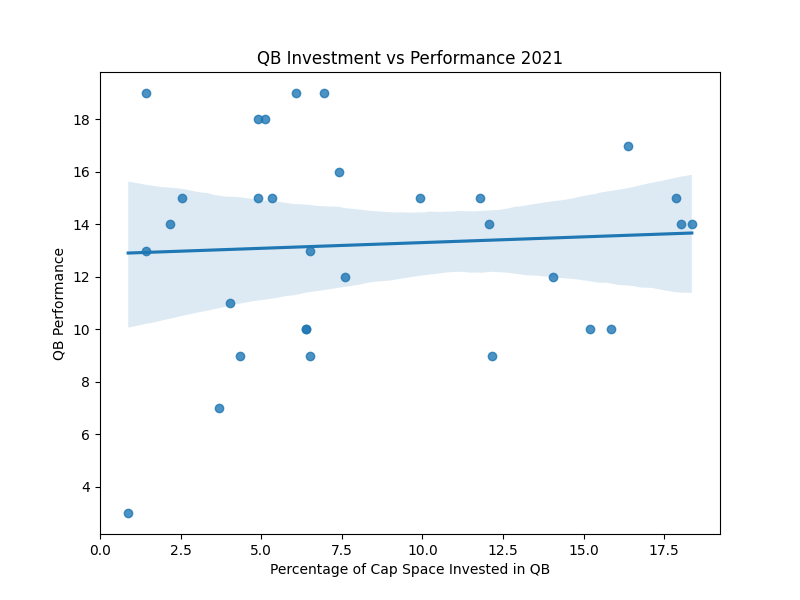 QB Investment vs Performance 2021
QB Performance
18
16
14
12
10
8
6
4
0.0 2.5 5.0 7.5 10.0 12.5 15.0 17.5
Percentage of Cap Space Invested in QB